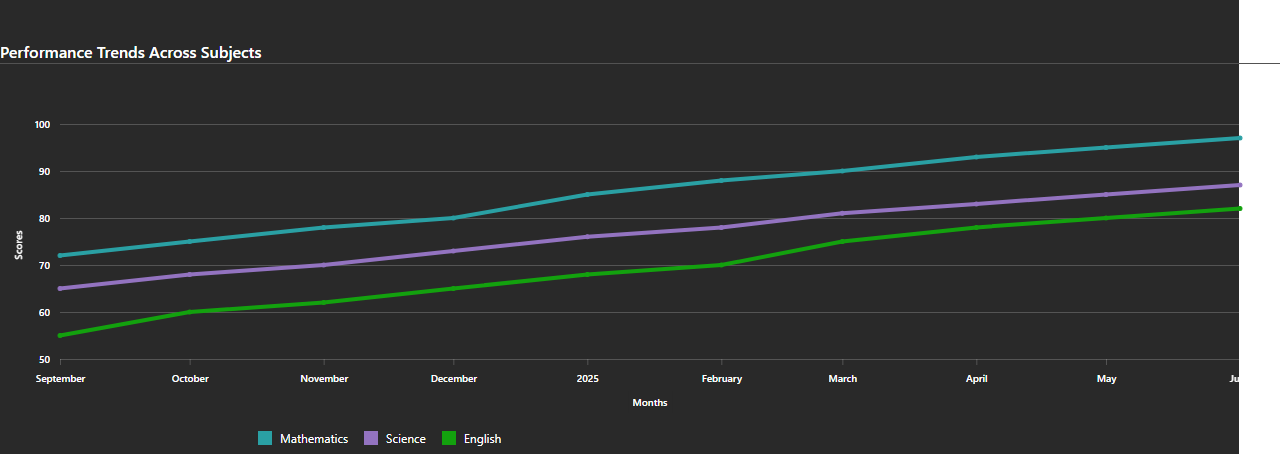 Performance Trends Across Subjects
100
90
80
70
60
50
Scores
September October November December 2025 February March April May Ju
Months
Mathematics Science English